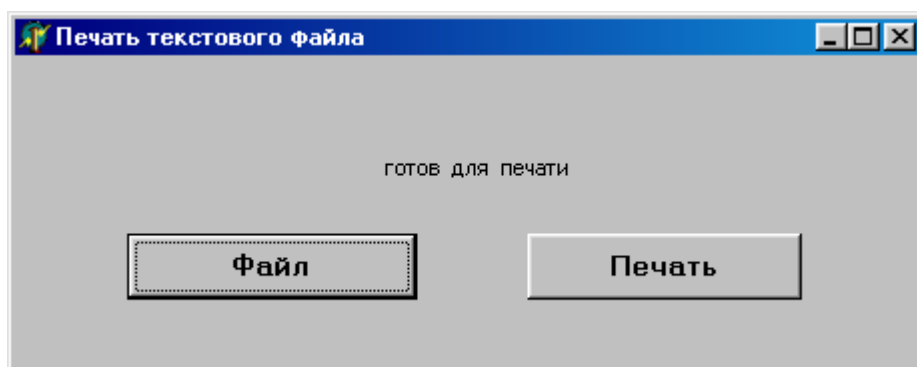 Печать текстового файла
готов для печати
Файл
Печать